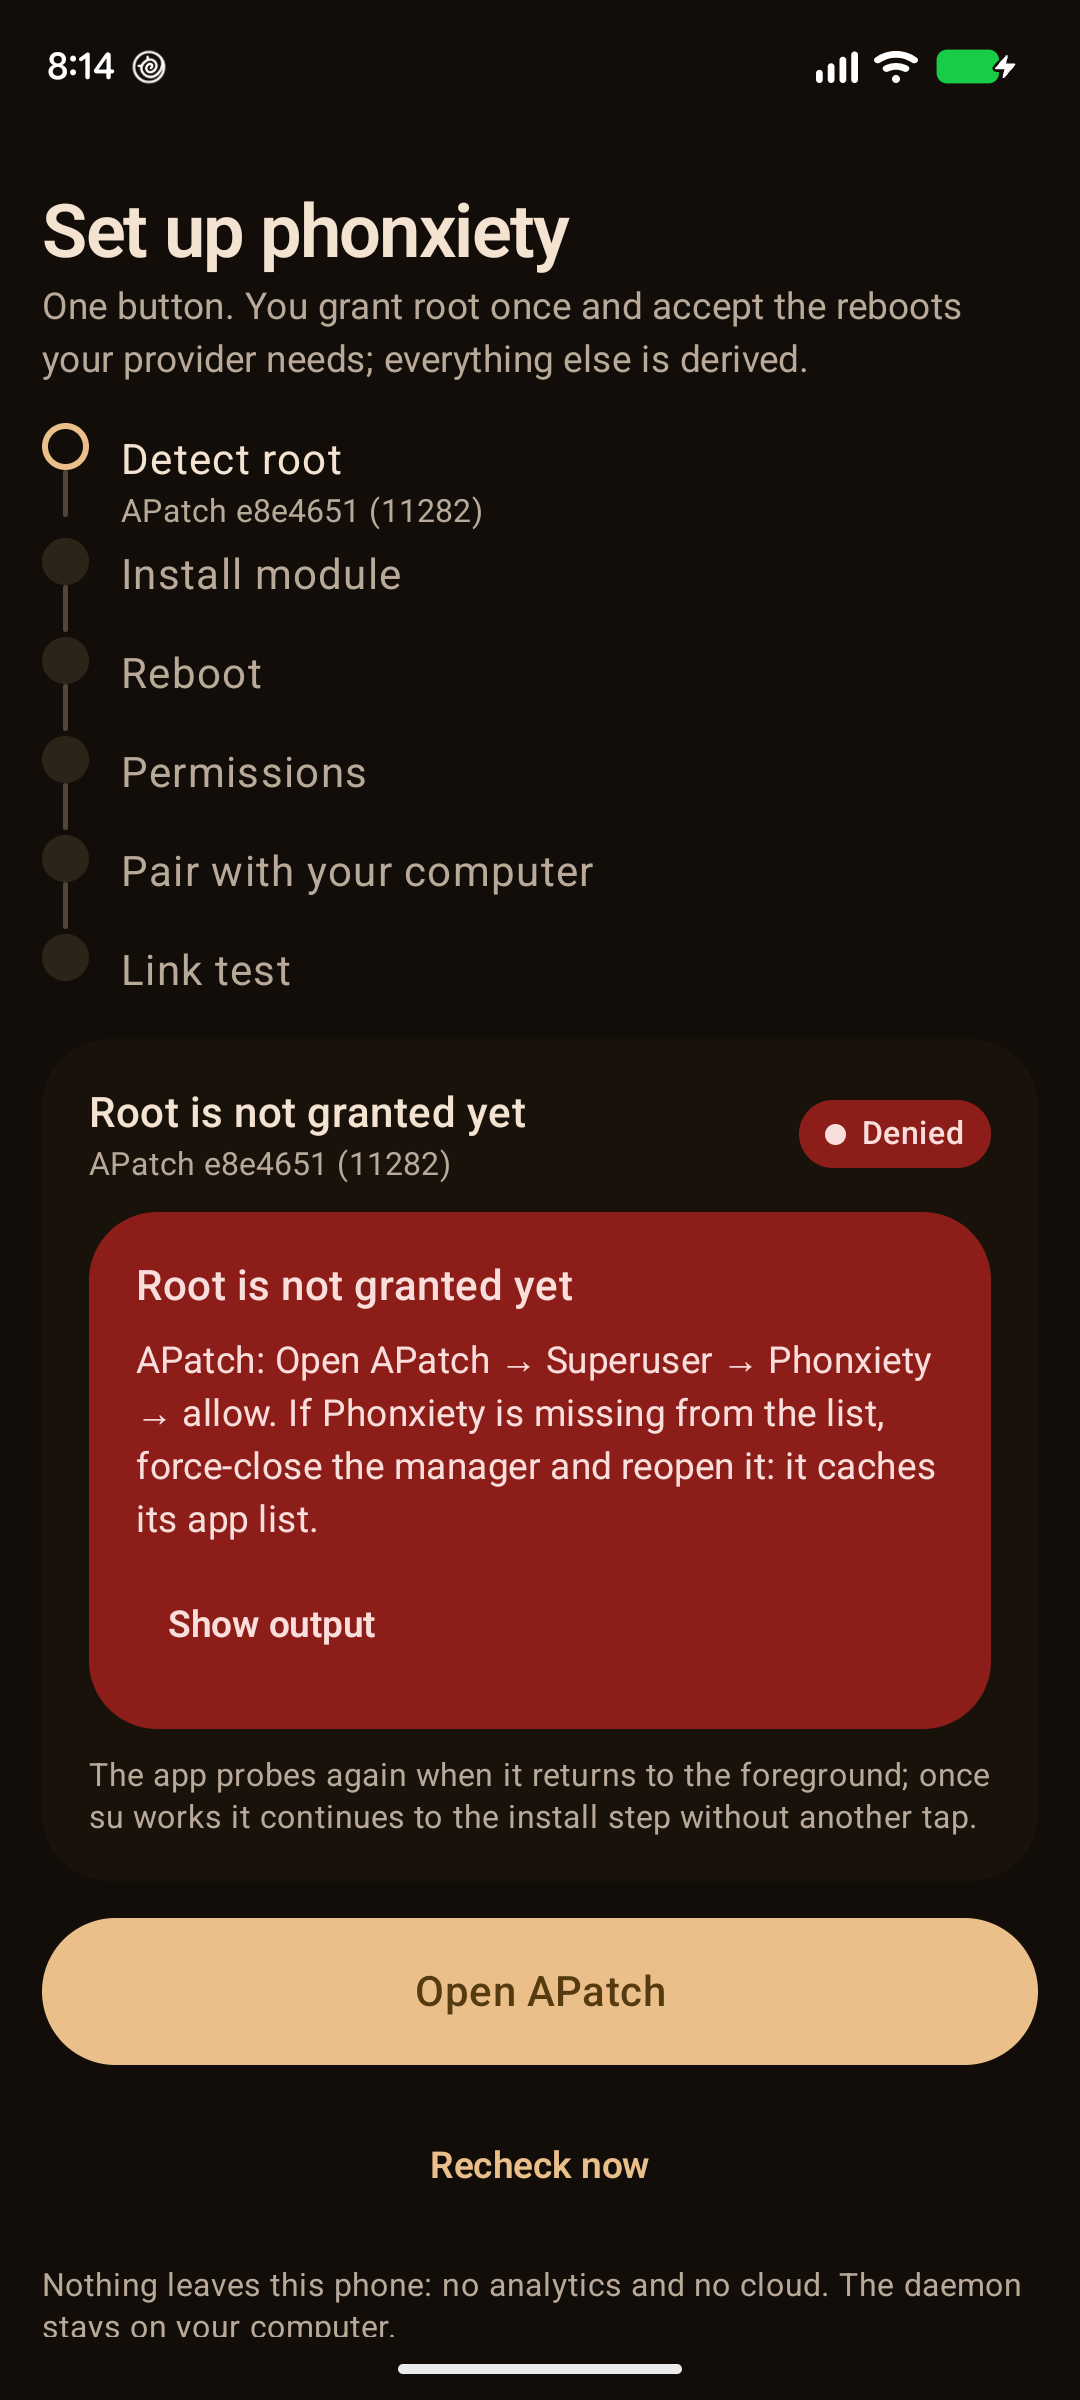 8:14
Set up phonxiety
One button. You grant root once and accept the reboots
your provider needs; everything else is derived.
Detect root
APatch e8e4651 (11282)
Install module
Reboot
Permissions
Pair with your computer
Link test
Root is not granted yet
APatch e8e4651 (11282)
Denied
Root is not granted yet
APatch: Open APatch → Superuser → Phonxiety
→ allow. If Phonxiety is missing from the list,
force-close the manager and reopen it: it caches
its app list.
Show output
The app probes again when it returns to the foreground; once
su works it continues to the install step without another tap.
Open APatch
Recheck now
Nothing leaves this phone: no analytics and no cloud. The daemon
stays on your computer.